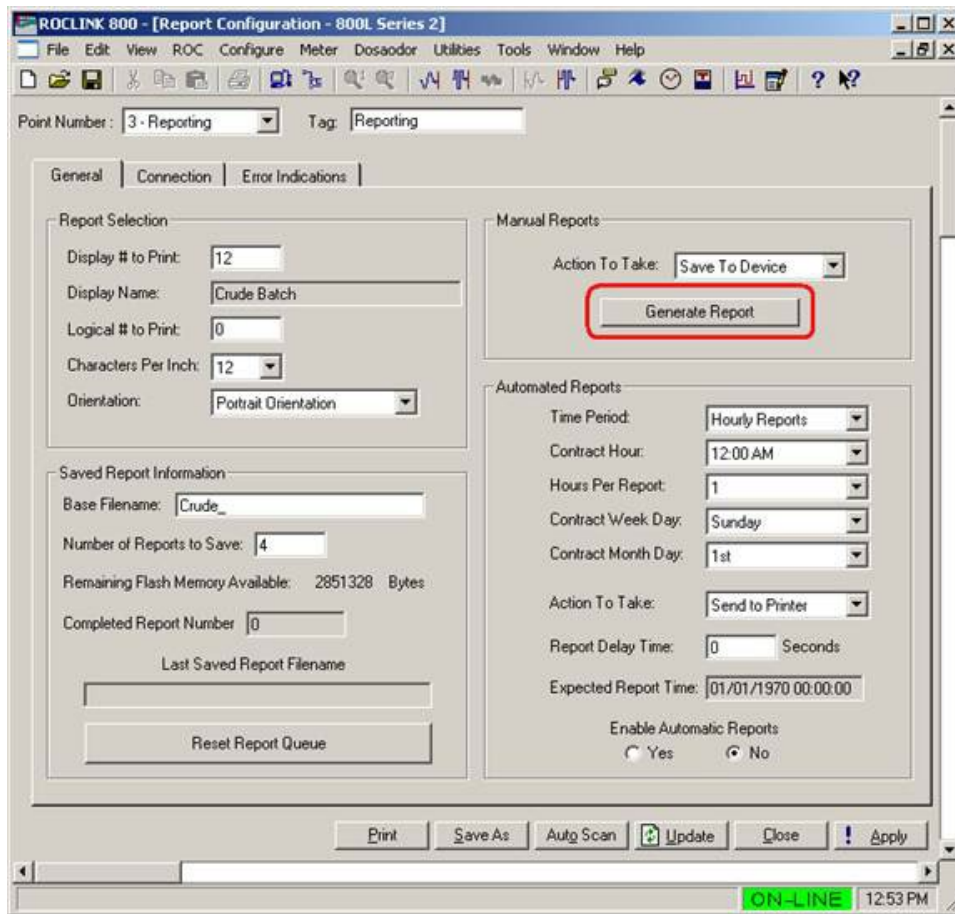 ROCLINK 800 - [Report Configuration - 800L Series 2]
File Edit View ROC Configure Meter Dosaodor Utilities Tools Window Help
Point Number : 3 - Reporting Tag: Reporting
General Connection Error Indications
Report Selection
Display # to Print: 12
Display Name: Crude Batch
Logical # to Print: 0
Characters Per Inch: 12
Orientation: Portrait Orientation
Saved Report Information
Base Filename: Crude_
Number of Reports to Save: 4
Remaining Flash Memory Available: 2851328 Bytes
Completed Report Number 0
Last Saved Report Filename
Reset Report Queue
Manual Reports
Action To Take: Save To Device
Generate Report
Automated Reports
Time Period: Hourly Reports
Contract Hour: 12:00 AM
Hours Per Report: 1
Contract Week Day: Sunday
Contract Month Day: 1st
Action To Take: Send to Printer
Report Delay Time: 0 Seconds
Expected Report Time: 01/01/1970 00:00:00
Enable Automatic Reports
Yes No
Print Save As Auto Scan Update Close ! Apply
ON-LINE 12:53 PM